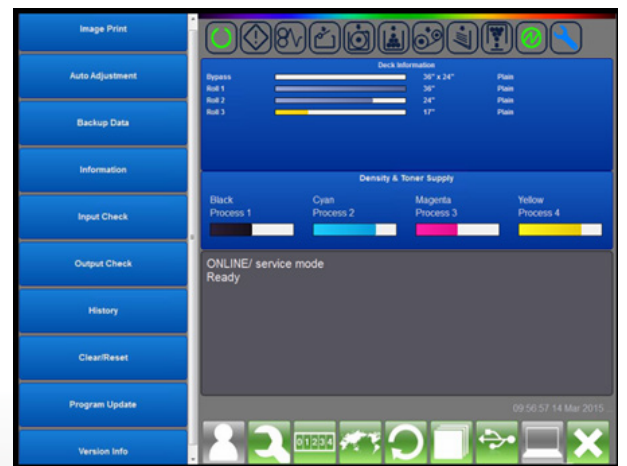 Image Print
Auto Adjustment
Backup Data
Information
Input Check
Output Check
History
Clear/Reset
Program Update
Version Info
Deck Information
Bypass 36" x 24" Plain
Roll 1 36" Plain
Roll 2 24" Plain
Roll 3 17" Plain
Density & Toner Supply
Black Cyan Magenta Yellow
Process 1 Process 2 Process 3 Process 4
ONLINE/ service mode
Ready
09:56:57 14 Mar 2015
01234